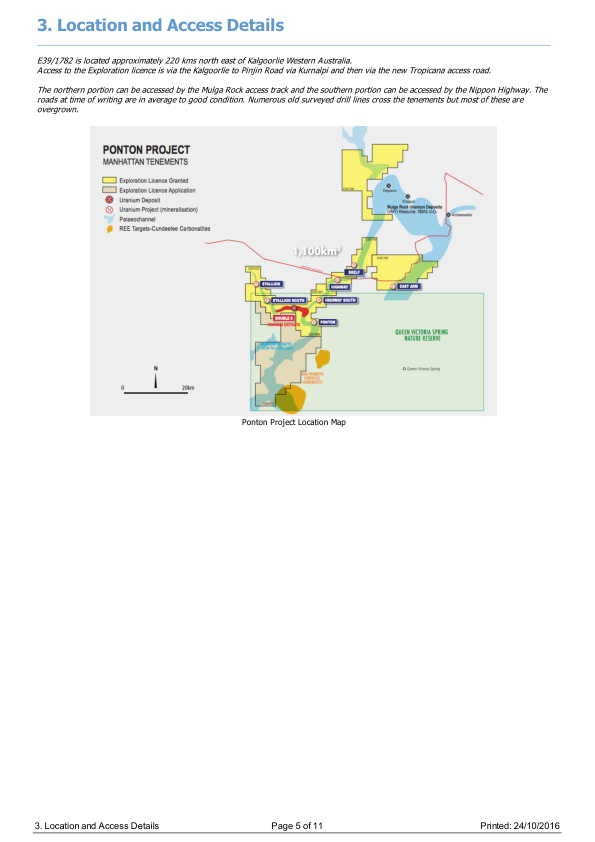 3. Location and Access Details
E39/1782 is located approximately 220 kms north east of Kalgoorlie Western Australia.
Access to the Exploration licence is via the Kalgoorlie to Pinjin Road via Kurnalpi and then via the new Tropicana access road.
The northern portion can be accessed by the Mulga Rock access track and the southern portion can be accessed by the Nippon Highway. The
roads at time of writing are in average to good condition. Numerous old surveyed drill lines cross the tenements but most of these are
overgrown.
PONTON PROJECT
MANHATTAN TENEMENTS
Exploration Licence Granted
Exploration Licence Application
Uranium Deposit
Uranium Project (mineralisation)
Palaeochannel
REE Targets-Cundeelee Carbonatites
Emperor
Shogun
Mulga Rock Uranium Deposits
Ambassador
1,100km²
SHELF
STALLION
HIGHWAY
EAST ARM
STALLION SOUTH
HIGHWAY SOUTH
DOUBLE 8
PONTON
QUEEN VICTORIA SPRING
NATURE RESERVE
Queen Victoria Spring
N
0 20km
Ponton Project Location Map
3. Location and Access Details Page 5 of 11 Printed: 24/10/2016